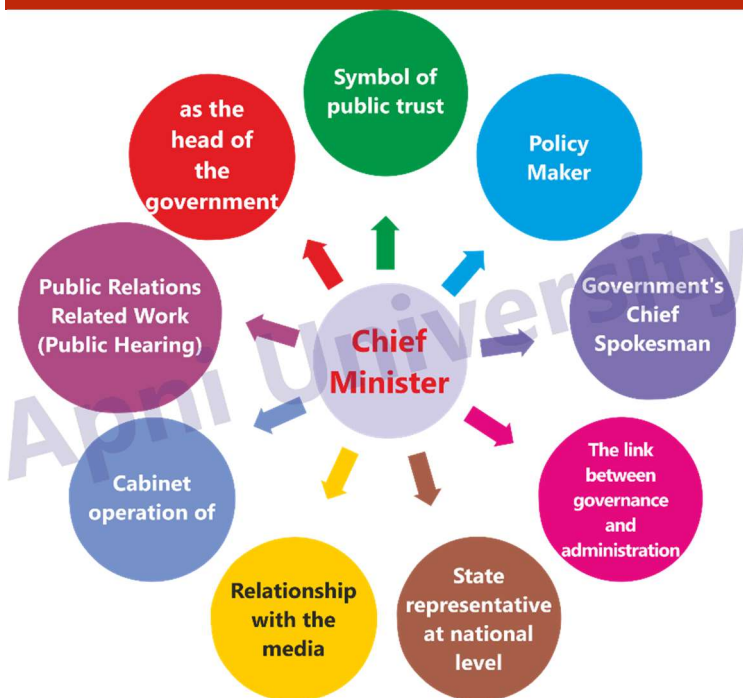 Symbol of
public trust
Policy
Maker
Government's
Chief
Spokesman
The link
between
governance
and
administration
State
representative
at national
level
Relationship
with the
media
Cabinet
operation of
Public Relations
Related Work
(Public Hearing)
as the
head of
the
government
Chief
Minister
Apni University